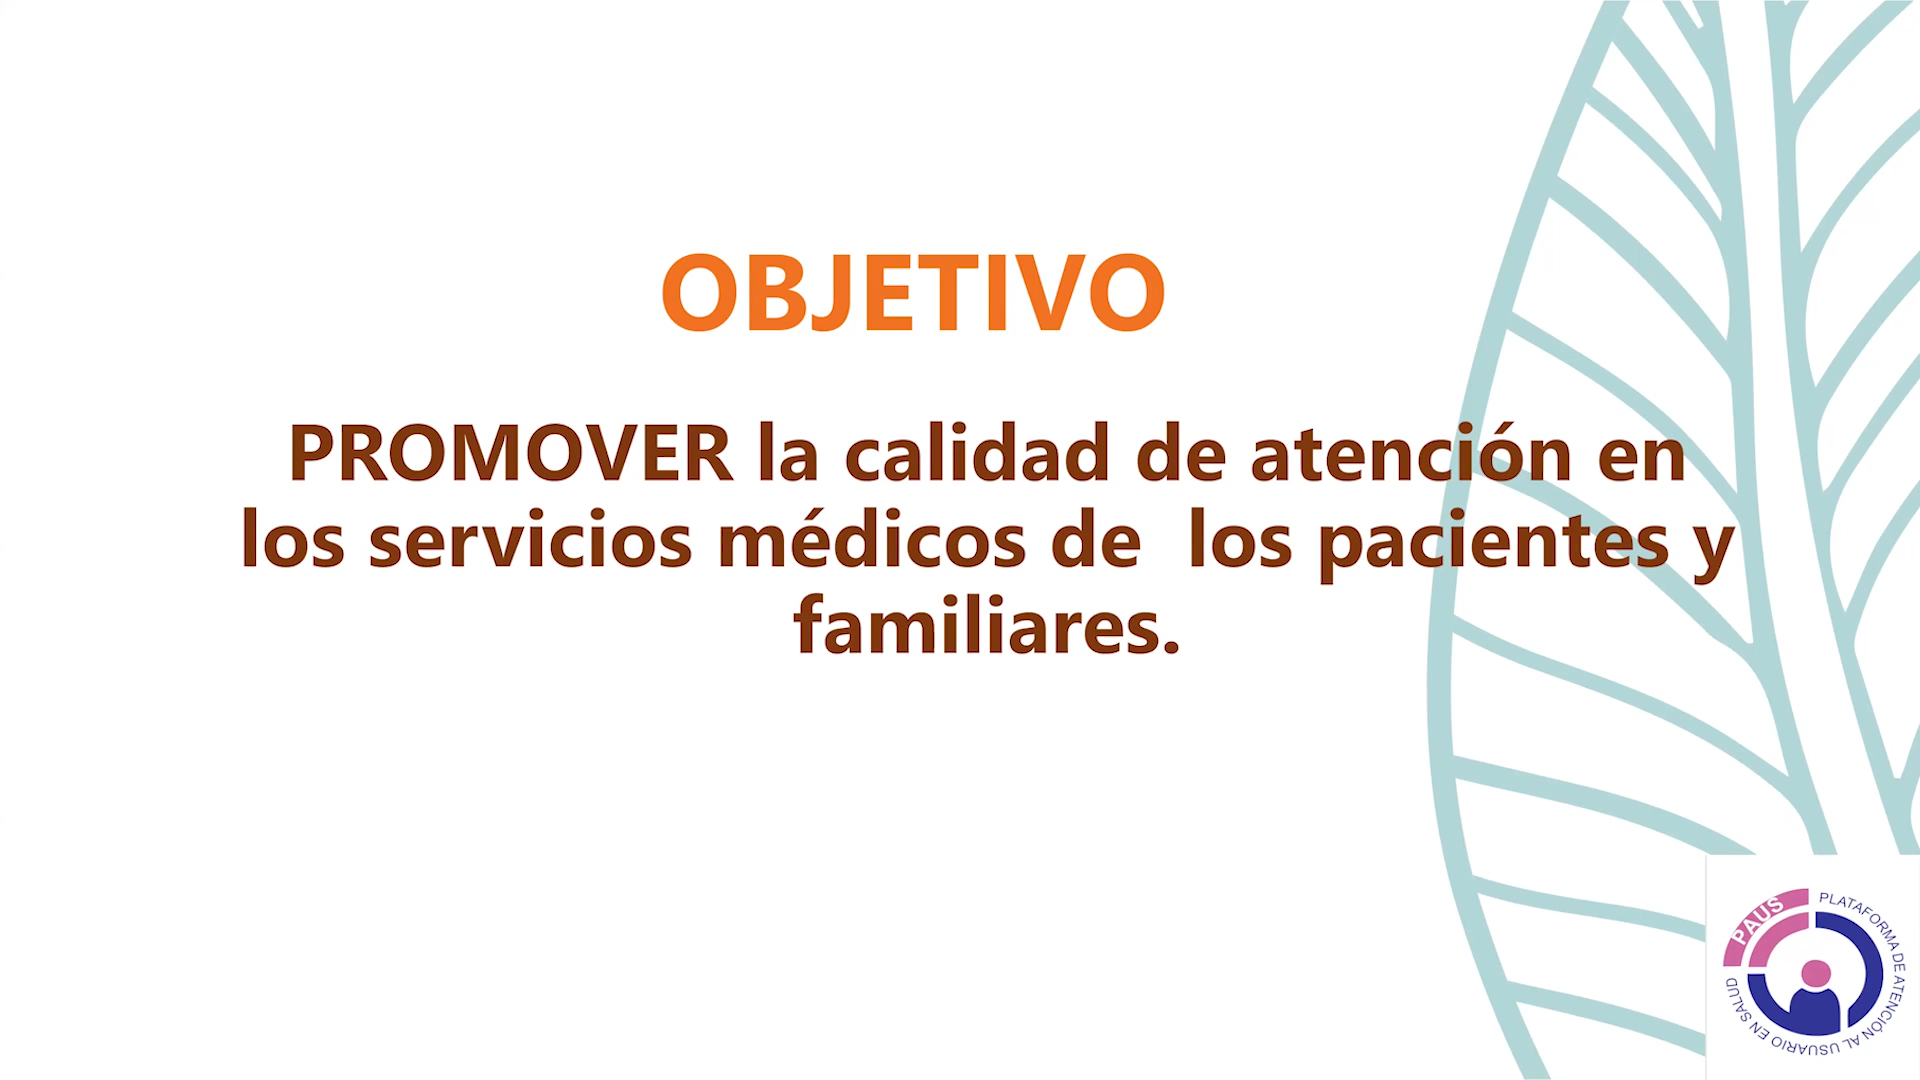 OBJETIVO
PROMOVER la calidad de atención en
los servicios médicos de  los pacientes y
familiares.
PAUS
PLATAFORMA DE ATENCIÓN AL USUARIO EN SALUD